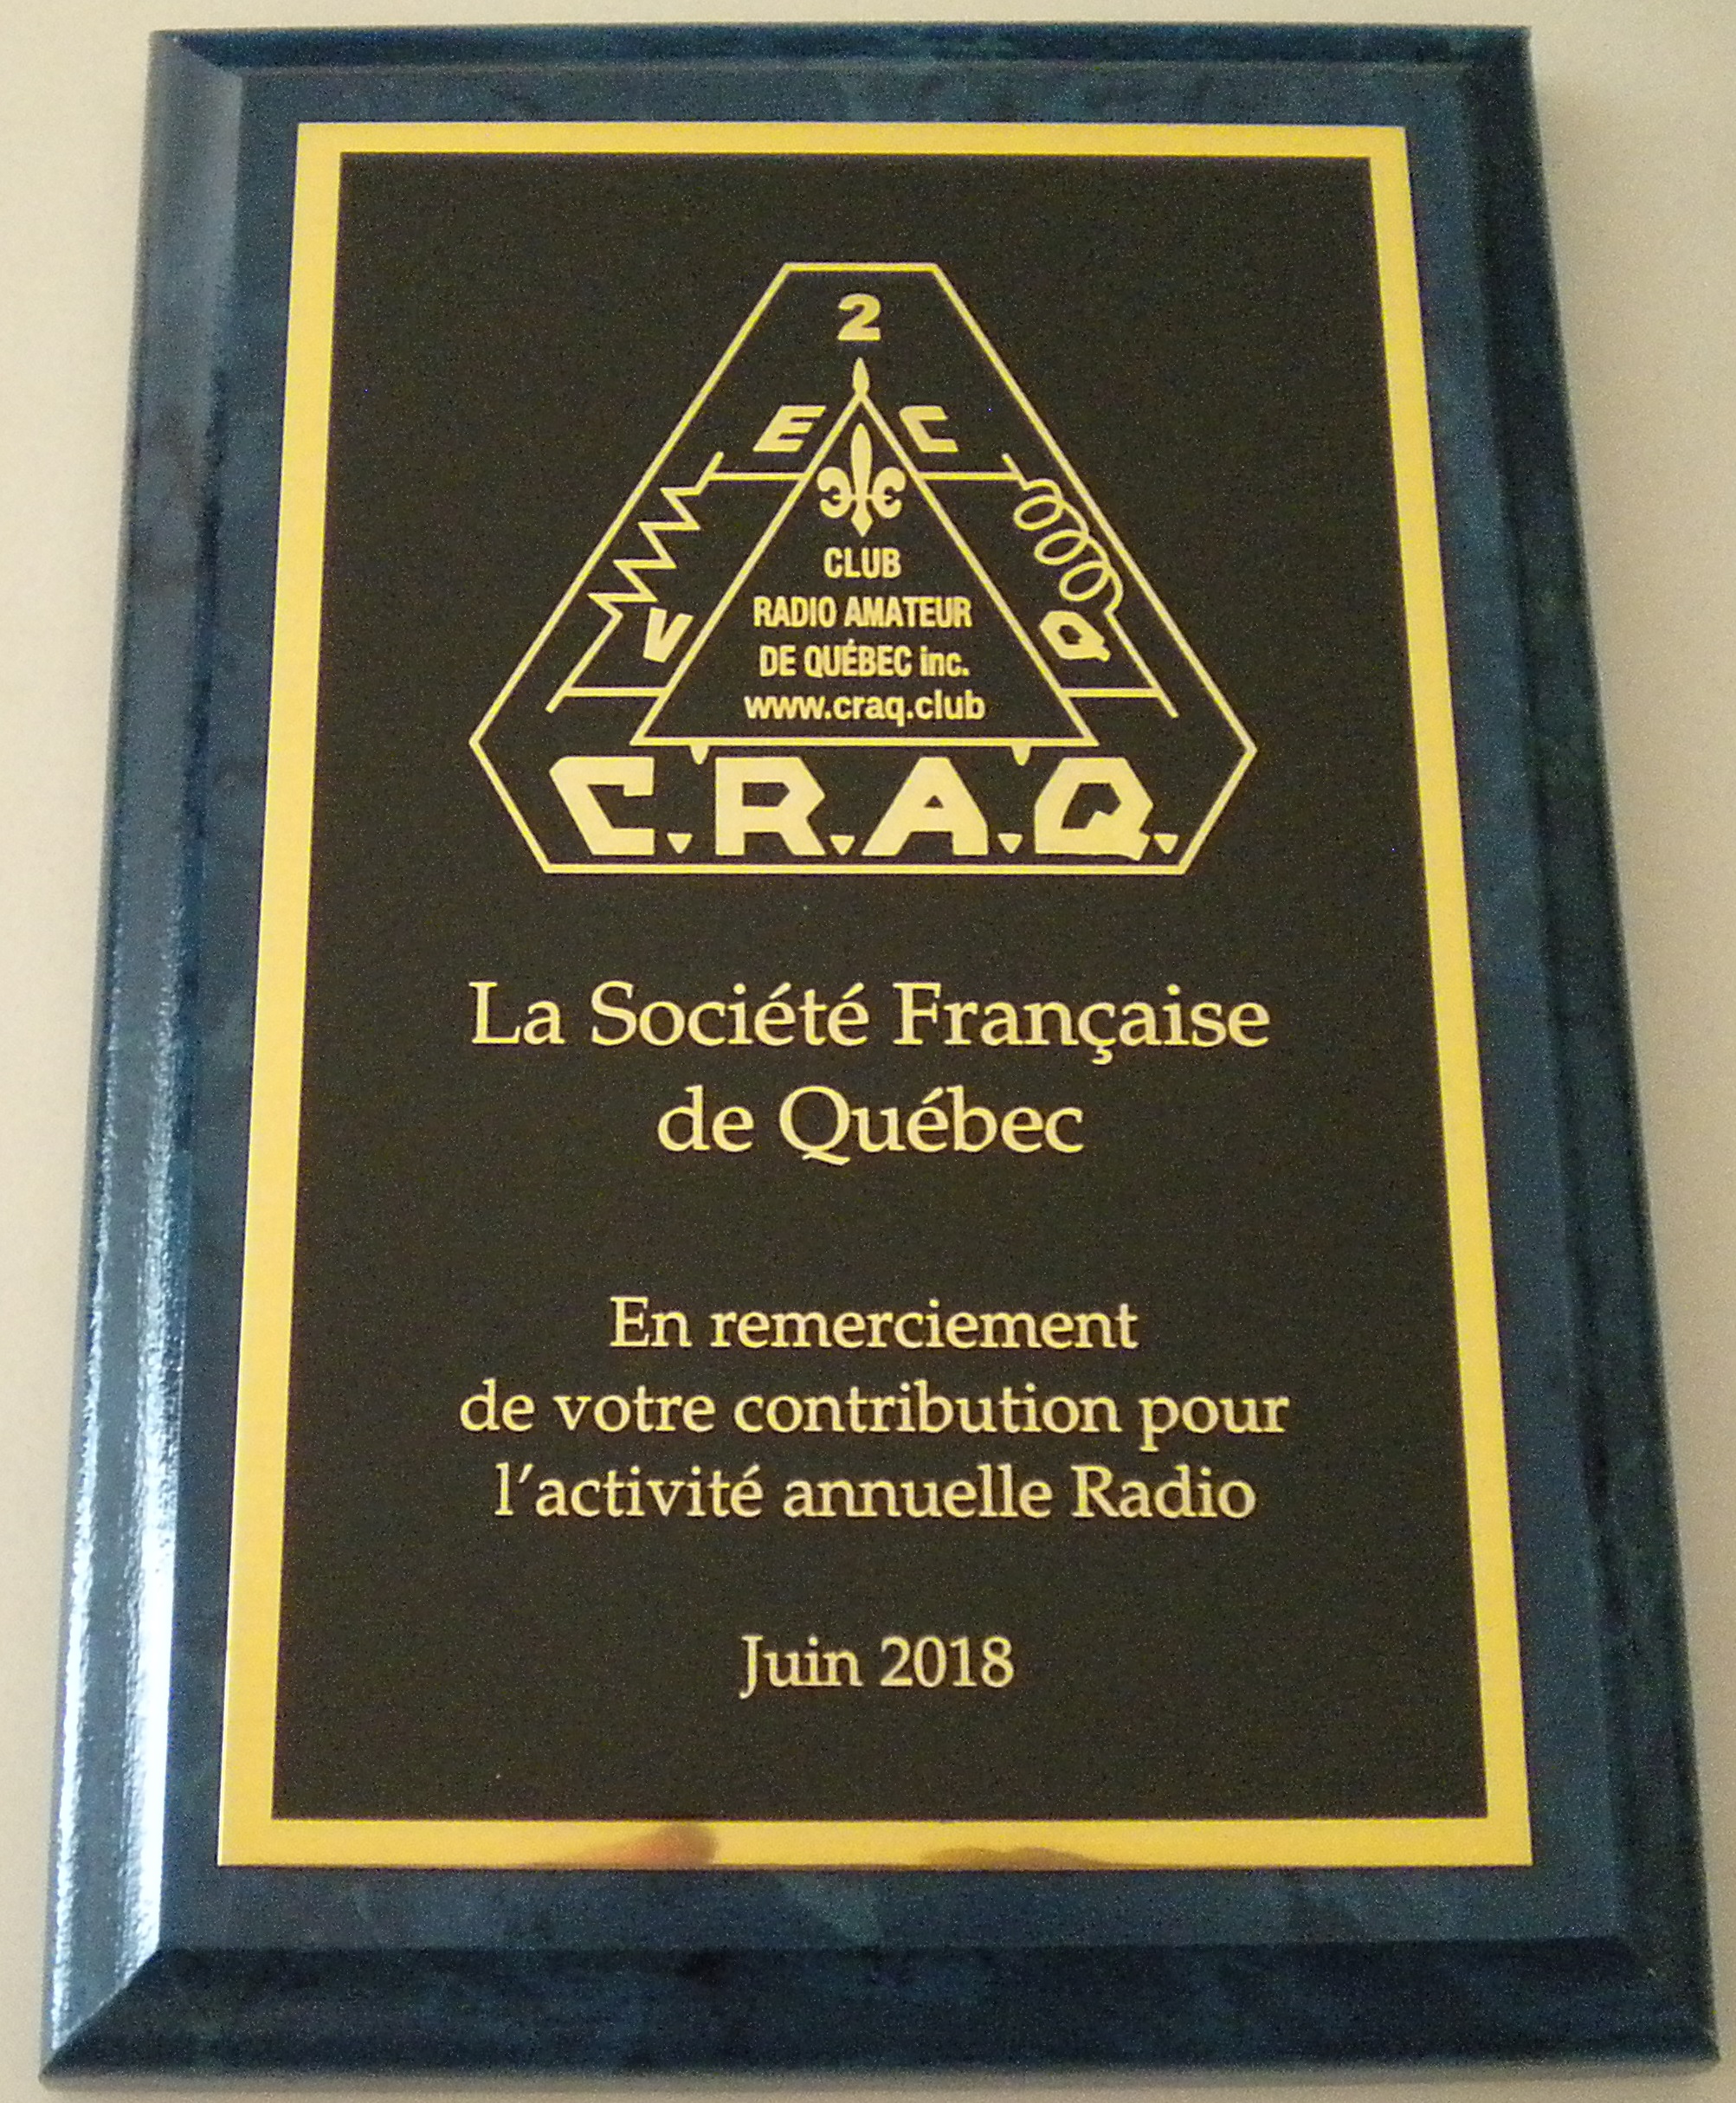 2
E C
V Q
CLUB
RADIO AMATEUR
DE QUÉBEC inc.
www.craq.club
C.R.A.Q.
La Société Française
de Québec
En remerciement
de votre contribution pour
l'activité annuelle Radio
Juin 2018